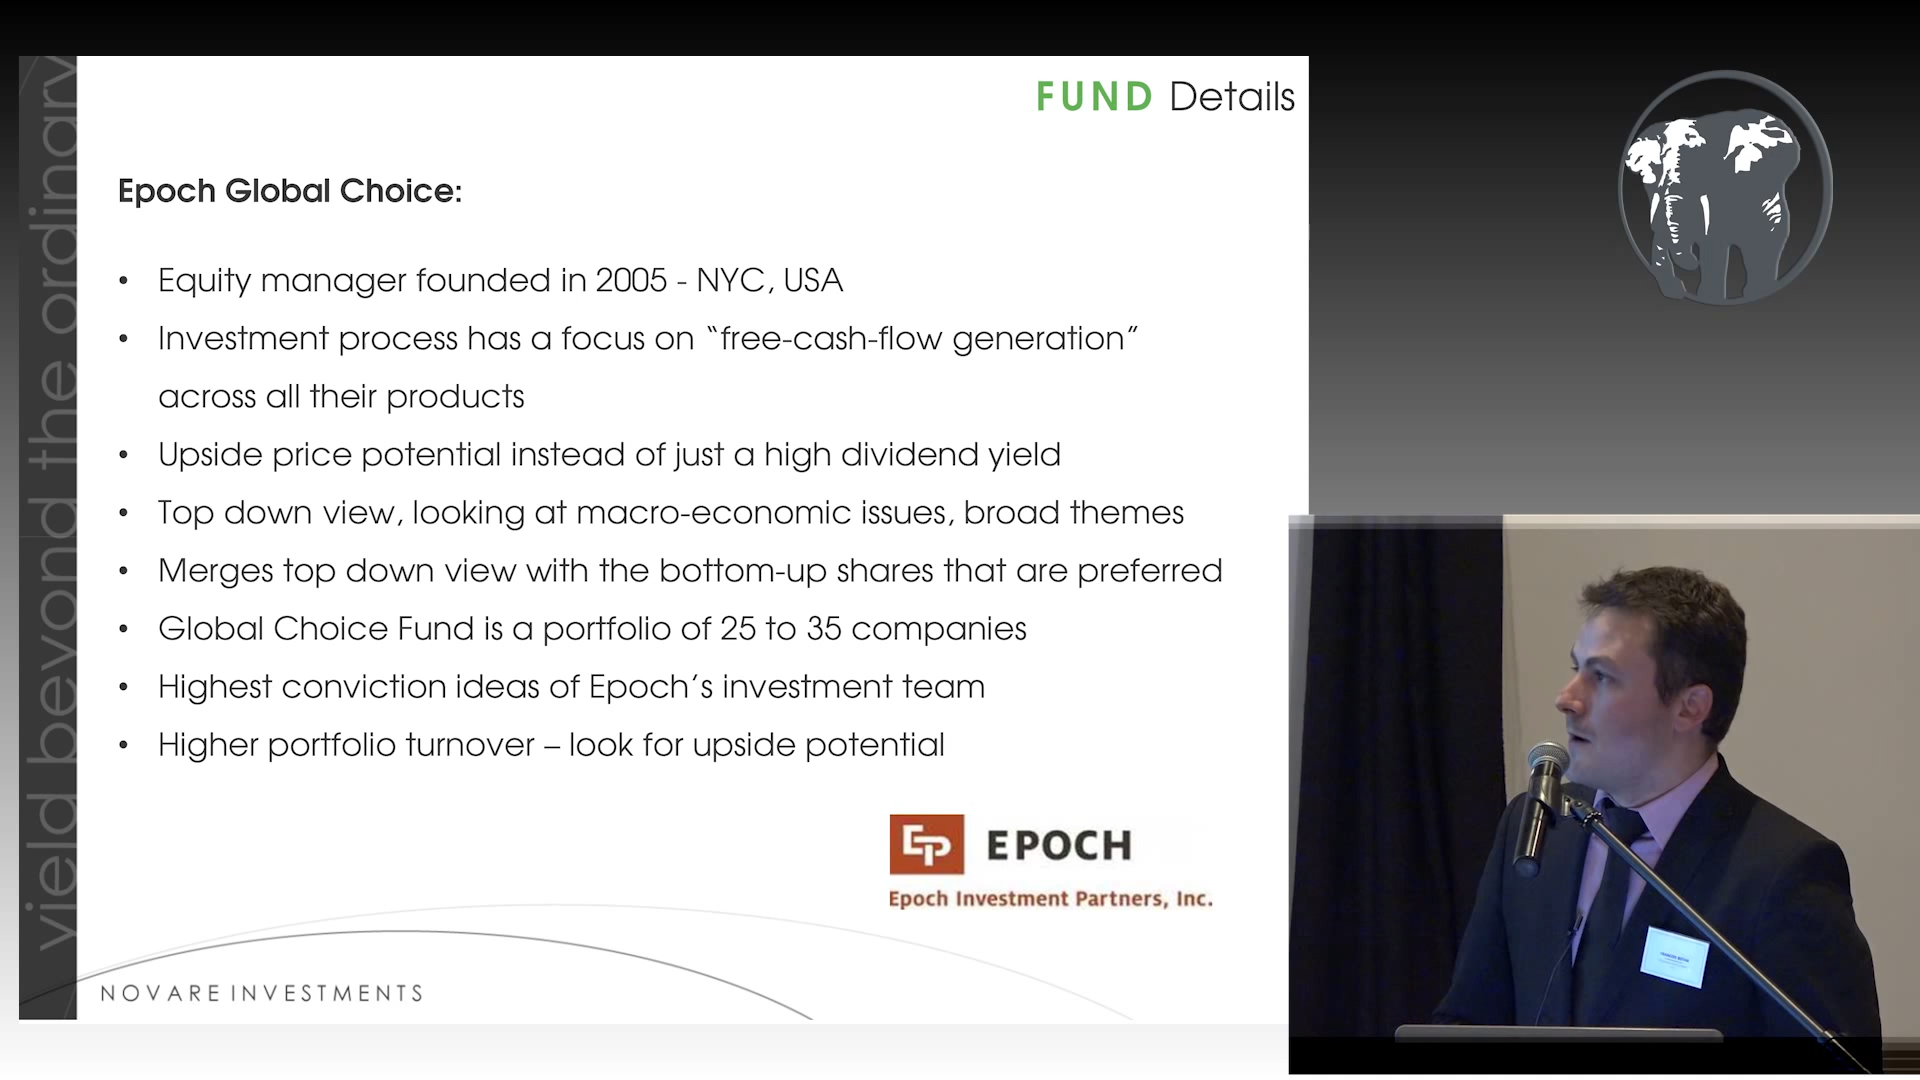 FUND Details
Epoch Global Choice:
• Equity manager founded in 2005 - NYC, USA
• Investment process has a focus on “free-cash-flow generation”
across all their products
• Upside price potential instead of just a high dividend yield
• Top down view, looking at macro-economic issues, broad themes
• Merges top down view with the bottom-up shares that are preferred
• Global Choice Fund is a portfolio of 25 to 35 companies
• Highest conviction ideas of Epoch’s investment team
• Higher portfolio turnover – look for upside potential
EP EPOCH
Epoch Investment Partners, Inc.
NOVARE INVESTMENTS
yield beyond the ordinary